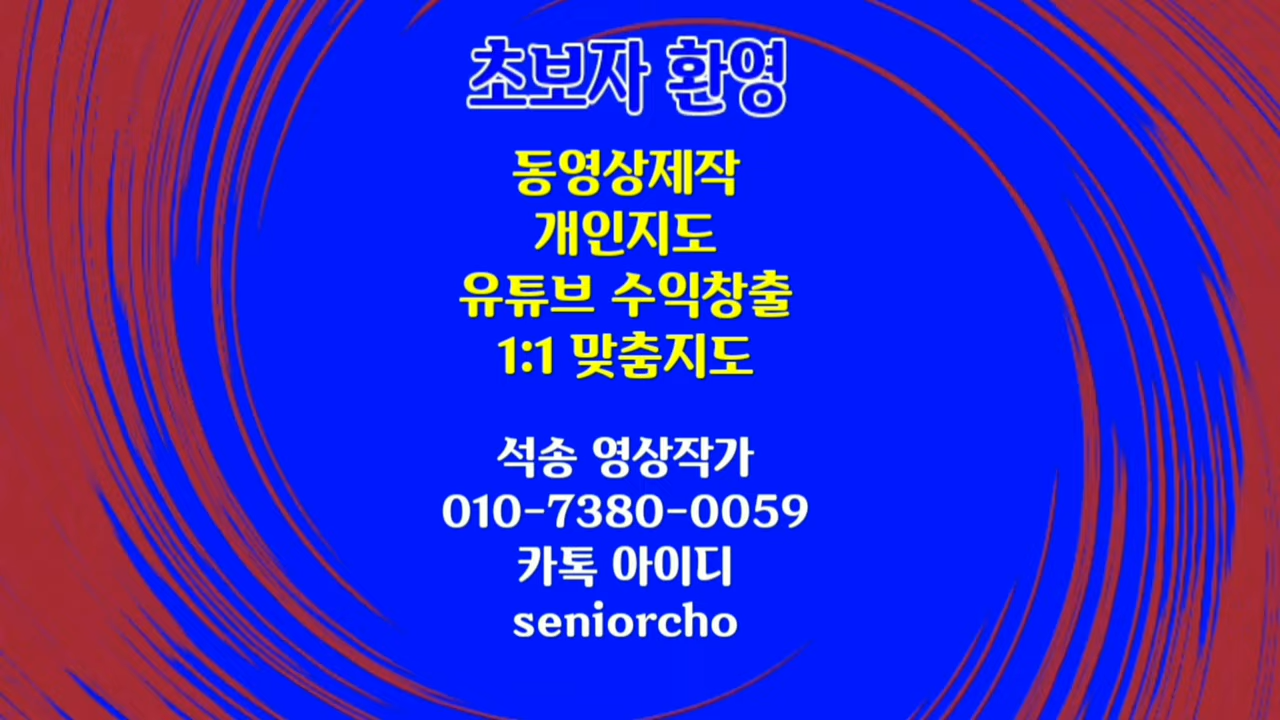 초보자 환영
동영상제작
개인지도
유튜브 수익창출
1:1 맞춤지도
석송 영상작가
010-7380-0059
카톡 아이디
seniorcho